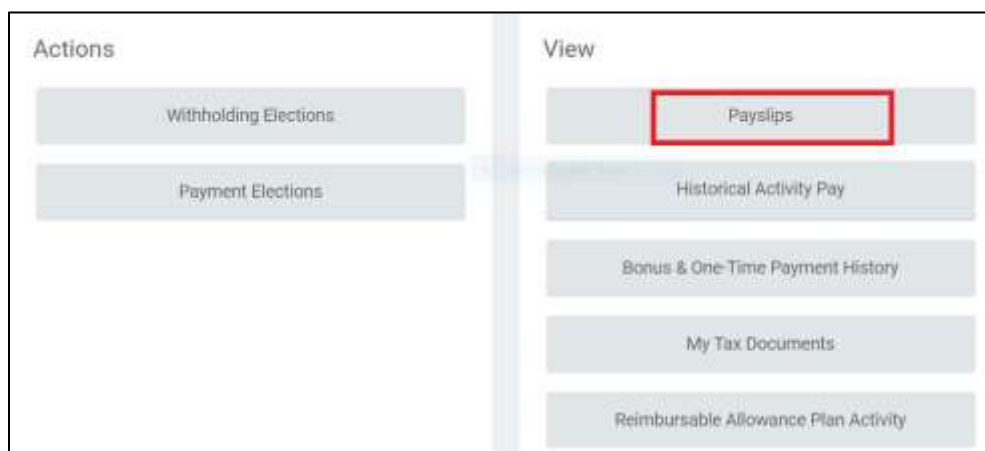 Actions
Withholding Elections
Payment Elections
View
Payslips
Historical Activity Pay
Bonus & One-Time Payment History
My Tax Documents
Reimbursable Allowance Plan Activity